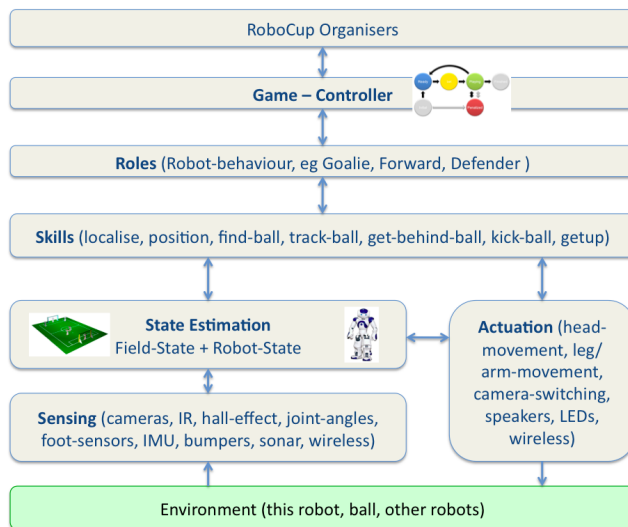 RoboCup Organisers
Game – Controller
Roles (Robot-behaviour, eg Goalie, Forward, Defender )
Skills (localise, position, find-ball, track-ball, get-behind-ball, kick-ball, getup)
State Estimation
Field-State + Robot-State
Actuation (head-
movement, leg/
arm-movement,
camera-switching,
speakers, LEDs,
wireless)
Sensing (cameras, IR, hall-effect, joint-angles,
foot-sensors, IMU, bumpers, sonar, wireless)
Environment (this robot, ball, other robots)